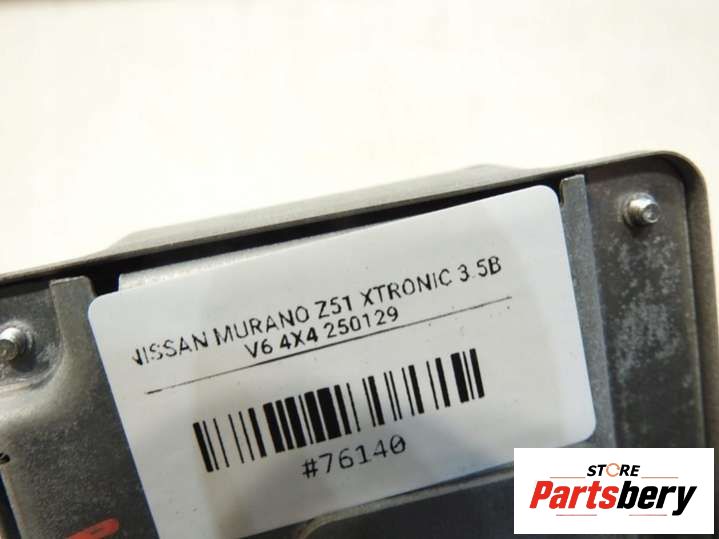 NISSAN MURANO Z51 XTRONIC 3.5B
V6 4X4 250129
#76140
STORE
Partsbery